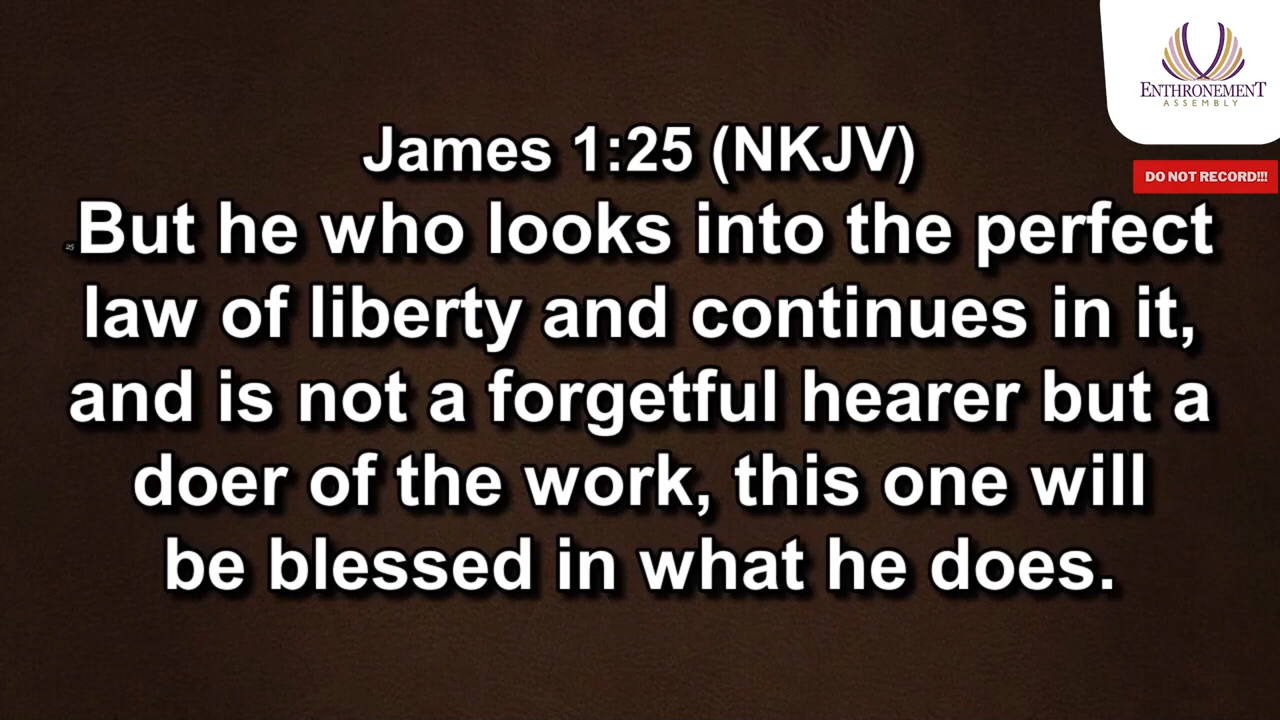 ENTHRONEMENT
ASSEMBLY
DO NOT RECORD!!!
James 1:25 (NKJV)
25 But he who looks into the perfect
law of liberty and continues in it,
and is not a forgetful hearer but a
doer of the work, this one will
be blessed in what he does.